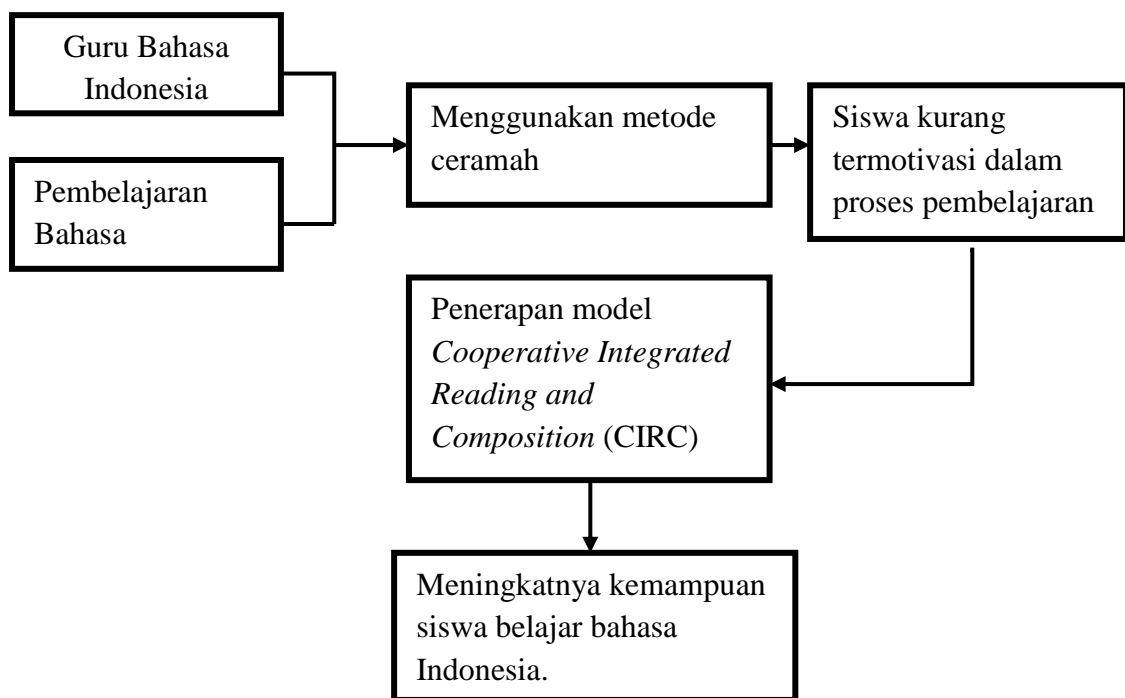 Guru Bahasa
Indonesia
Pembelajaran
Bahasa
Menggunakan metode
ceramah
Siswa kurang
termotivasi dalam
proses pembelajaran
Penerapan model
Cooperative Integrated
Reading and
Composition (CIRC)
Meningkatnya kemampuan
siswa belajar bahasa
Indonesia.